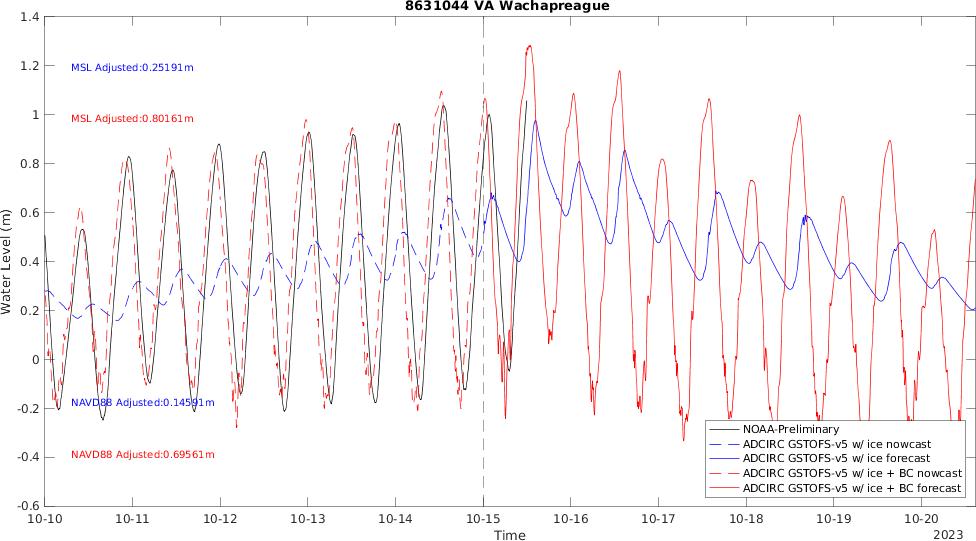 8631044 VA Wachapreague
1.4
1.2
1
0.8
0.6
0.4
0.2
0
-0.2
-0.4
-0.6
Water Level (m)
MSL Adjusted:0.25191m
MSL Adjusted:0.80161m
NAVD88 Adjusted:0.14591m
NAVD88 Adjusted:0.69561m
NOAA-Preliminary
ADCIRC GSTOFS-v5 w/ ice nowcast
ADCIRC GSTOFS-v5 w/ ice forecast
ADCIRC GSTOFS-v5 w/ ice + BC nowcast
ADCIRC GSTOFS-v5 w/ ice + BC forecast
10-10 10-11 10-12 10-13 10-14 10-15 10-16 10-17 10-18 10-19 10-20
Time
2023